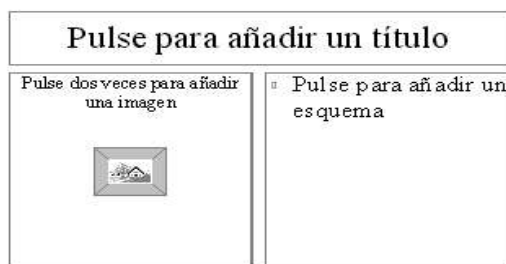 Pulse para añadir un título
Pulse dos veces para añadir
una imagen
Pulse para añadir un
esquema